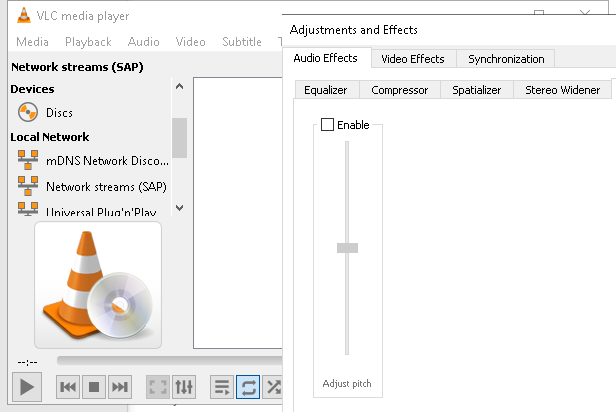 VLC media player
Media Playback Audio Video Subtitle T
Network streams (SAP)
Devices
Discs
Local Network
mDNS Network Disco...
Network streams (SAP)
Universal Plug'n'Play
--:--
Adjustments and Effects
Audio Effects Video Effects Synchronization
Equalizer Compressor Spatializer Stereo Widener
Enable
Adjust pitch